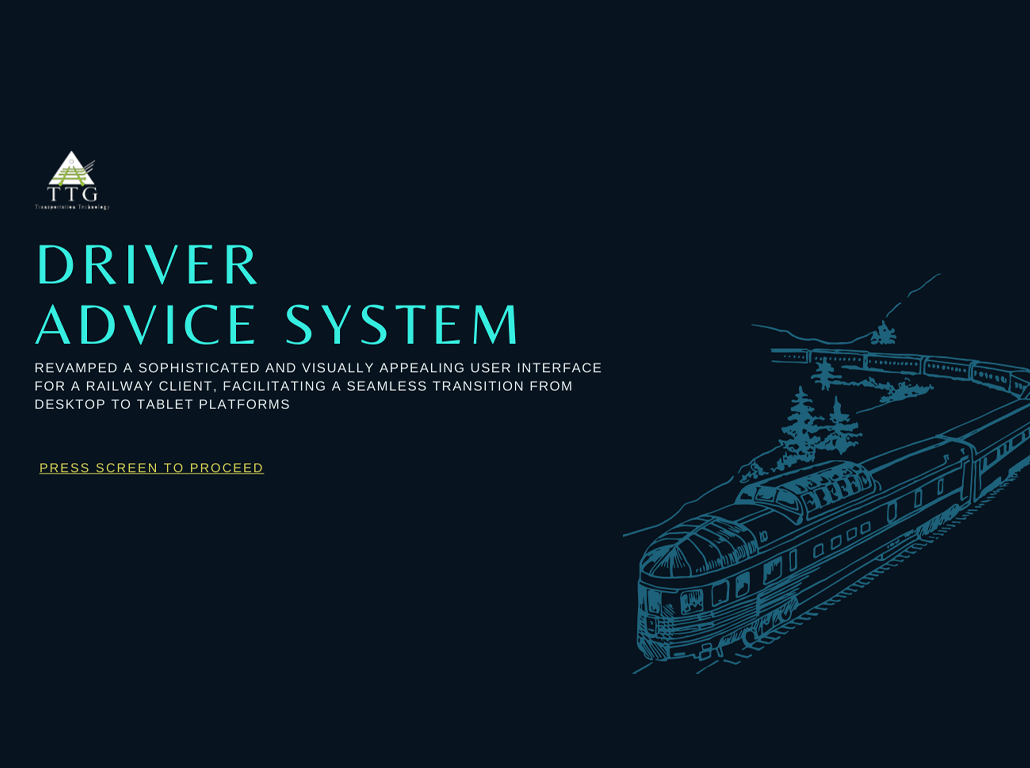 TTG
Transportation Technology
DRIVER
ADVICE SYSTEM
REVAMPED A SOPHISTICATED AND VISUALLY APPEALING USER INTERFACE
FOR A RAILWAY CLIENT, FACILITATING A SEAMLESS TRANSITION FROM
DESKTOP TO TABLET PLATFORMS
PRESS SCREEN TO PROCEED